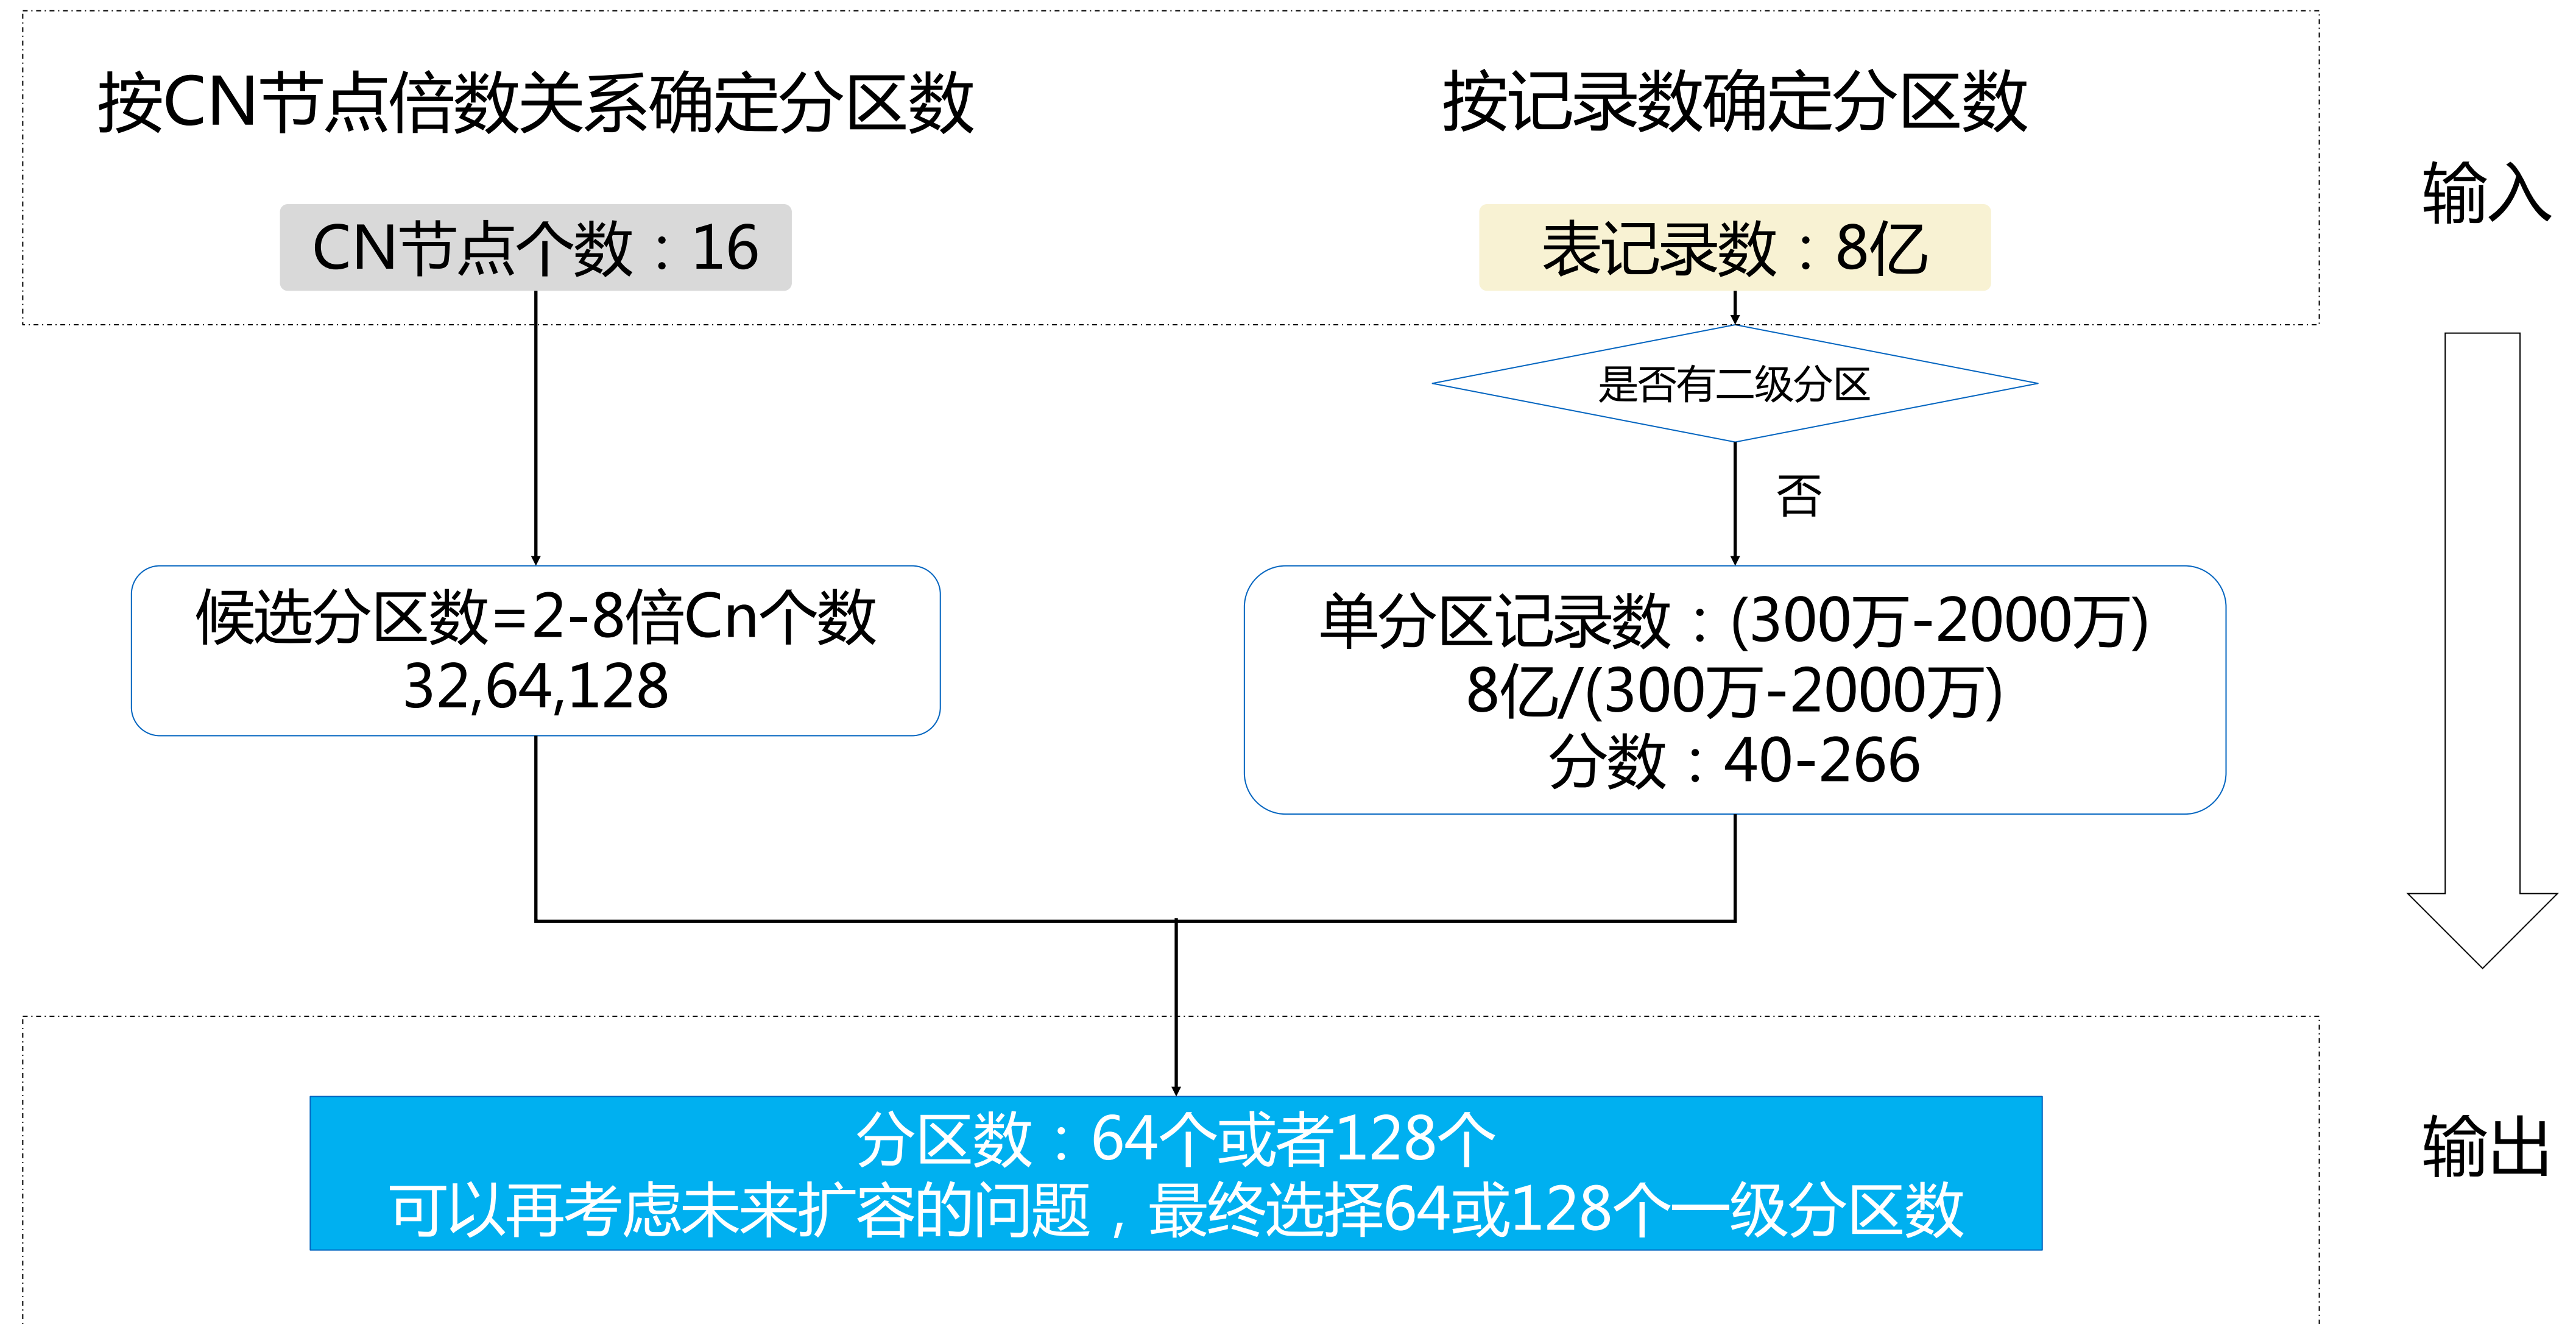 按CN节点倍数关系确定分区数
按记录数确定分区数
输入
CN节点个数：16
表记录数：8亿
是否有二级分区
否
候选分区数=2-8倍Cn个数
32,64,128
单分区记录数：(300万-2000万)
8亿/(300万-2000万)
分数：40-266
分区数：64个或者128个
可以再考虑未来扩容的问题，最终选择64或128个一级分区数
输出